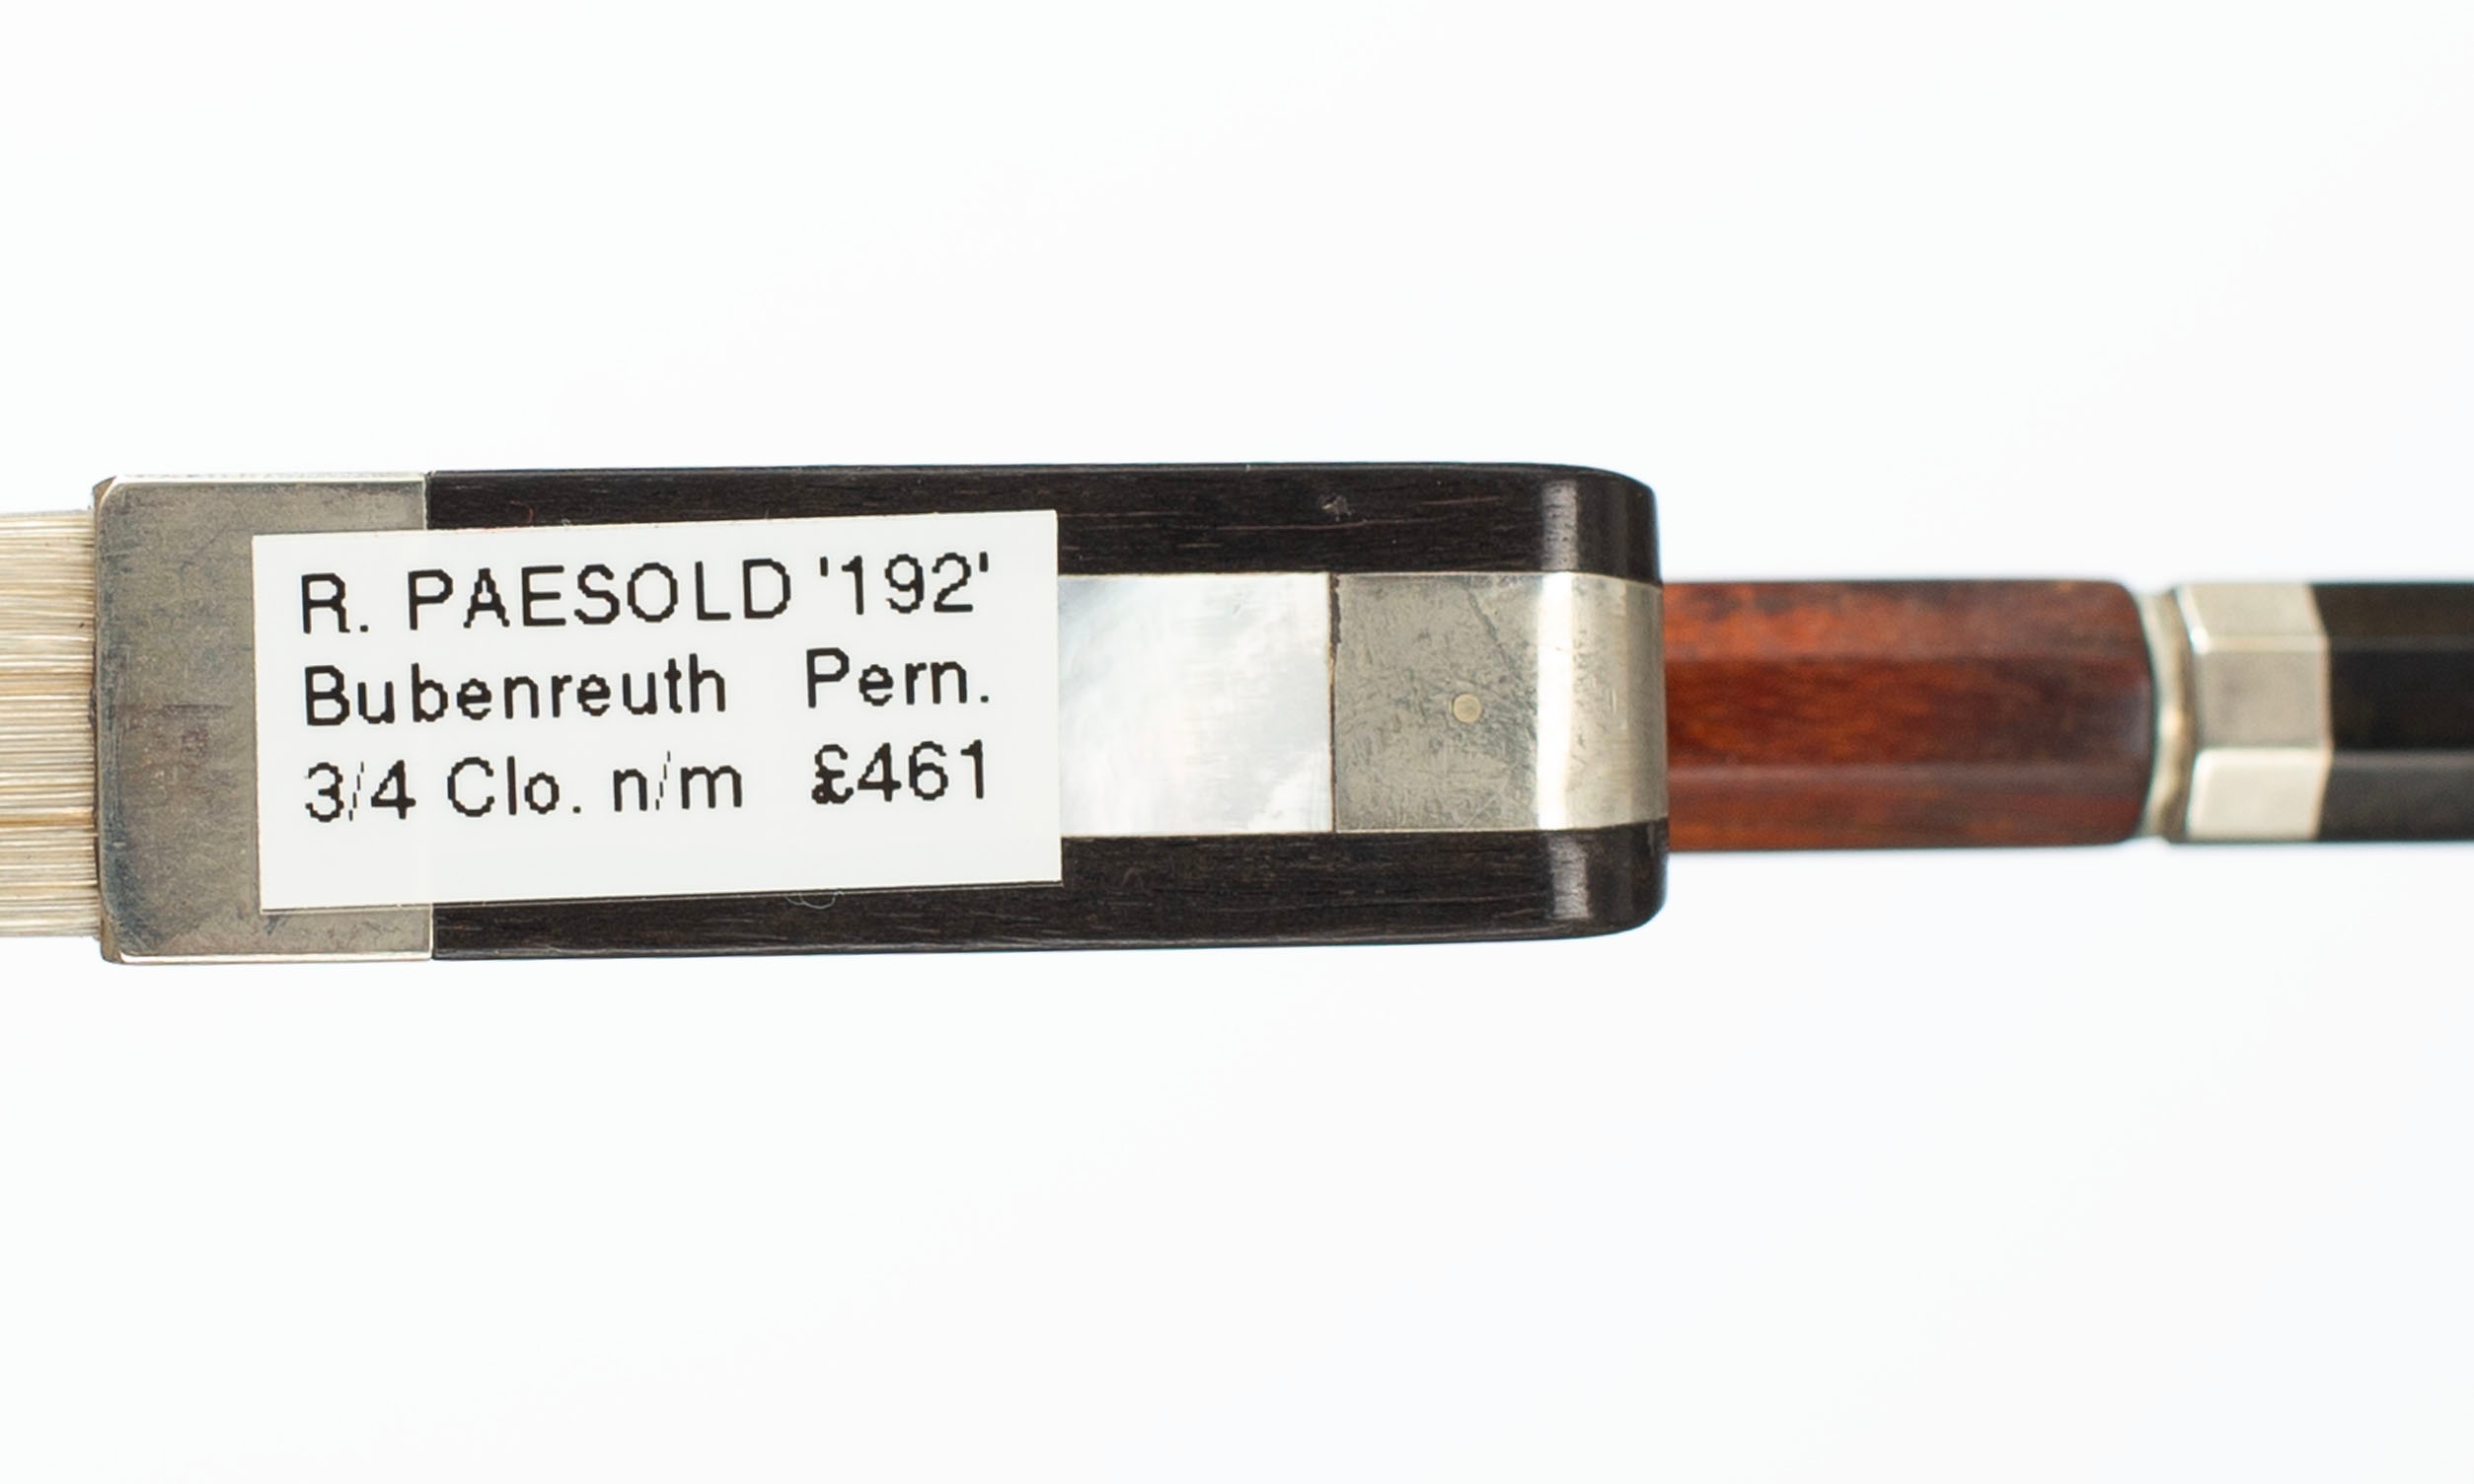 R. PAESOLD '192'
Bubenreuth Pern.
3/4 Clo. n/m £461